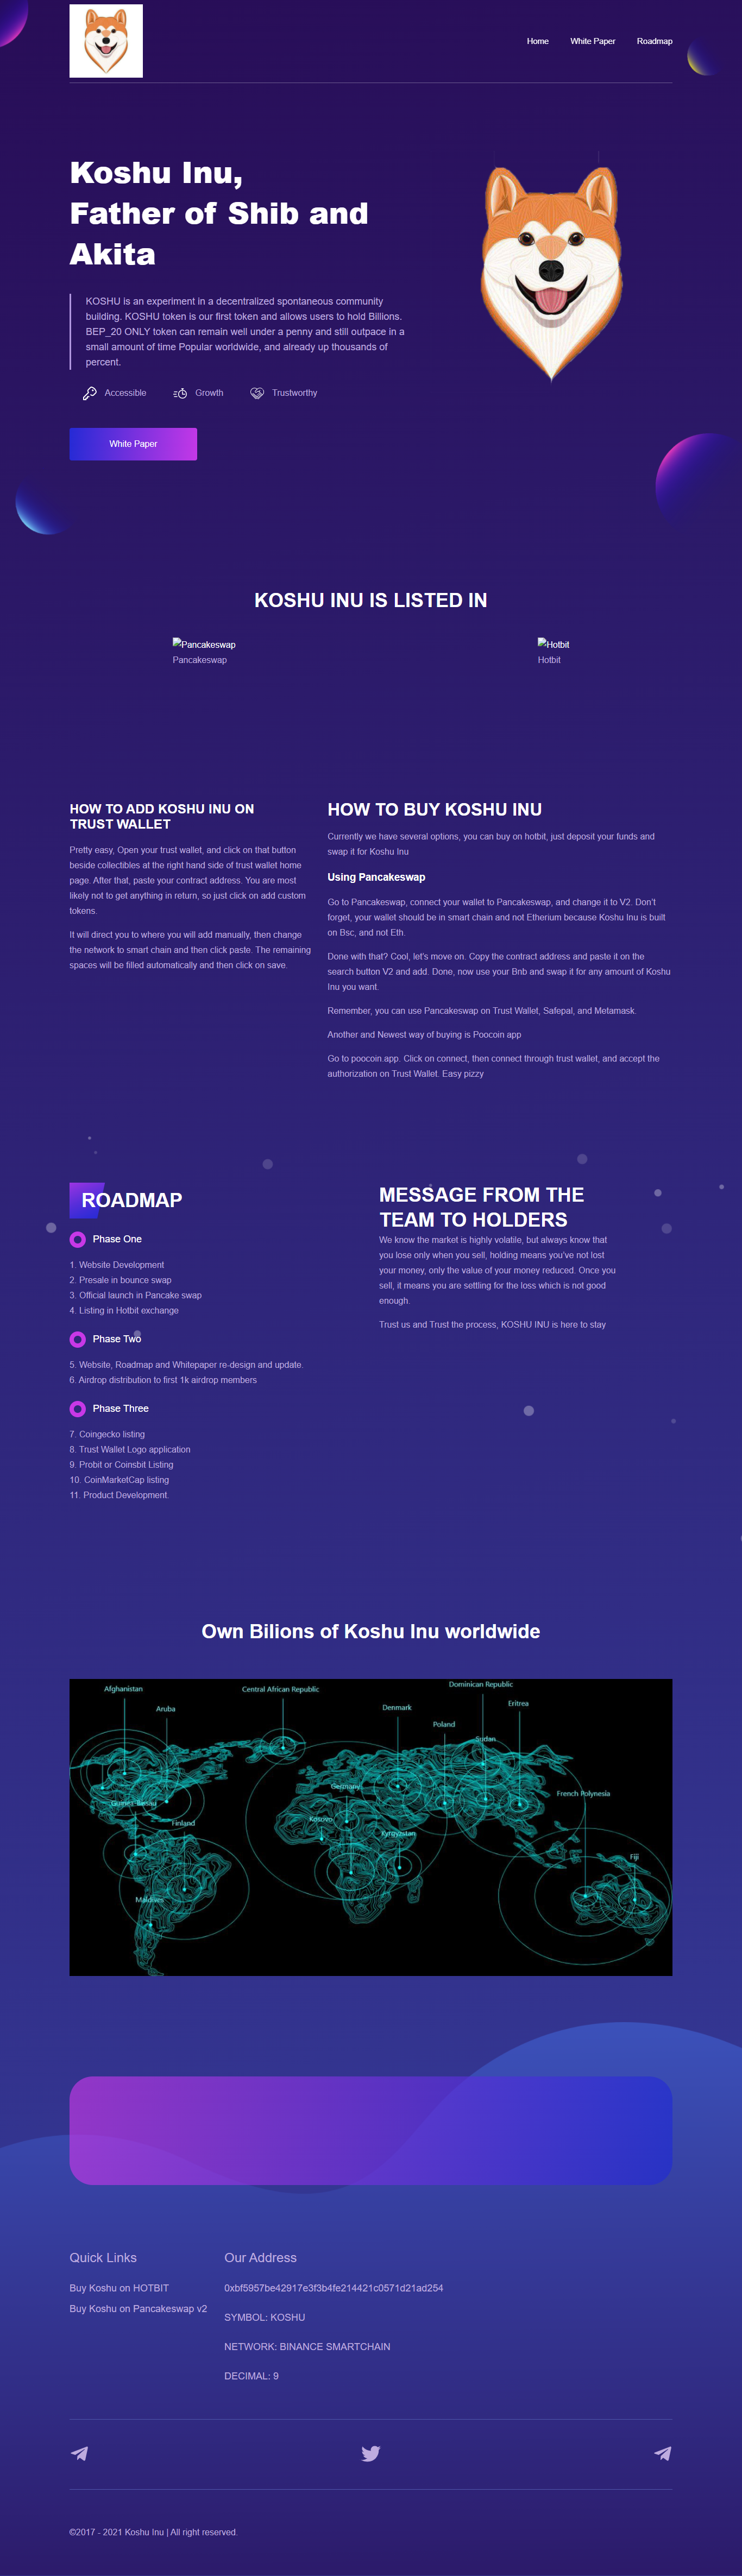 Home
White Paper
Roadmap
Koshu Inu,
Father of Shib and
Akita
KOSHU is an experiment in a decentralized spontaneous community
building. KOSHU token is our first token and allows users to hold Billions.
BEP_20 ONLY token can remain well under a penny and still outpace in a
small amount of time Popular worldwide, and already up thousands of
percent.
Accessible
Growth
Trustworthy
White Paper
KOSHU INU IS LISTED IN
Pancakeswap
Pancakeswap
Hotbit
Hotbit
HOW TO ADD KOSHU INU ON
TRUST WALLET
Pretty easy, Open your trust wallet, and click on that button
beside collectibles at the right hand side of trust wallet home
page. After that, paste your contract address. You are most
likely not to get anything in return, so just click on add custom
tokens.
It will direct you to where you will add manually, then change
the network to smart chain and then click paste. The remaining
spaces will be filled automatically and then click on save.
HOW TO BUY KOSHU INU
Currently we have several options, you can buy on hotbit, just deposit your funds and
swap it for Koshu Inu
Using Pancakeswap
Go to Pancakeswap, connect your wallet to Pancakeswap, and change it to V2. Don't
forget, your wallet should be in smart chain and not Etherium because Koshu Inu is built
on Bsc, and not Eth.
Done with that? Cool, let's move on. Copy the contract address and paste it on the
search button V2 and add. Done, now use your Bnb and swap it for any amount of Koshu
Inu you want.
Remember, you can use Pancakeswap on Trust Wallet, Safepal, and Metamask.
Another and Newest way of buying is Poocoin app
Go to poocoin.app. Click on connect, then connect through trust wallet, and accept the
authorization on Trust Wallet. Easy pizzy
ROADMAP
Phase One
1. Website Development
2. Presale in bounce swap
3. Official launch in Pancake swap
4. Listing in Hotbit exchange
Phase Two
5. Website, Roadmap and Whitepaper re-design and update.
6. Airdrop distribution to first 1k airdrop members
Phase Three
7. Coingecko listing
8. Trust Wallet Logo application
9. Probit or Coinsbit Listing
10. CoinMarketCap listing
11. Product Development.
MESSAGE FROM THE
TEAM TO HOLDERS
We know the market is highly volatile, but always know that
you lose only when you sell, holding means you've not lost
your money, only the value of your money reduced. Once you
sell, it means you are settling for the loss which is not good
enough.
Trust us and Trust the process, KOSHU INU is here to stay
Own Bilions of Koshu Inu worldwide
Afghanistan
Aruba
Central African Republic
Denmark
Dominican Republic
Eritrea
Poland
Sudan
Germany
French Polynesia
Guinea-Bissau
Finland
Kosovo
Kyrgyzstan
Fiji
Maldives
Quick Links
Buy Koshu on HOTBIT
Buy Koshu on Pancakeswap v2
Our Address
0xbf5957be42917e3f3b4fe214421c0571d21ad254
SYMBOL: KOSHU
NETWORK: BINANCE SMARTCHAIN
DECIMAL: 9
©2017 - 2021 Koshu Inu | All right reserved.